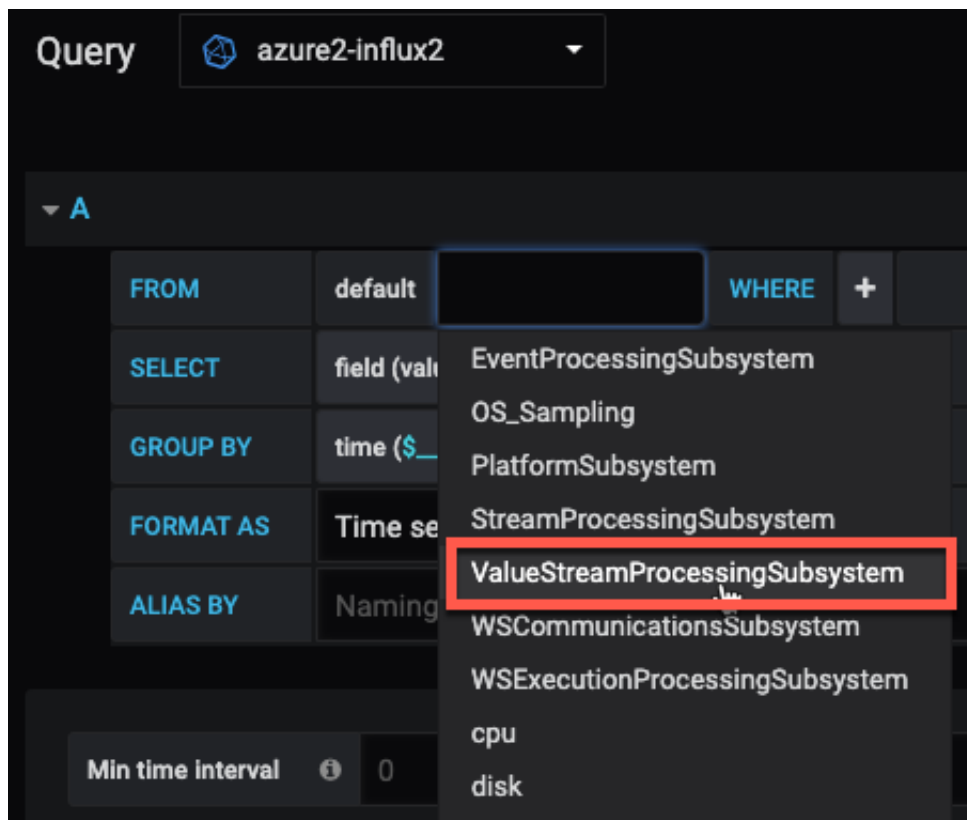 Query azure2-influx2
A
FROM default WHERE +
EventProcessingSubsystem
SELECT field (valu
OS_Sampling
GROUP BY time ($_
PlatformSubsystem
FORMAT AS Time se
StreamProcessingSubsystem
ValueStreamProcessingSubsystem
ALIAS BY Naming
WSCommunicationsSubsystem
WSExecutionProcessingSubsystem
cpu
Min time interval 0
disk